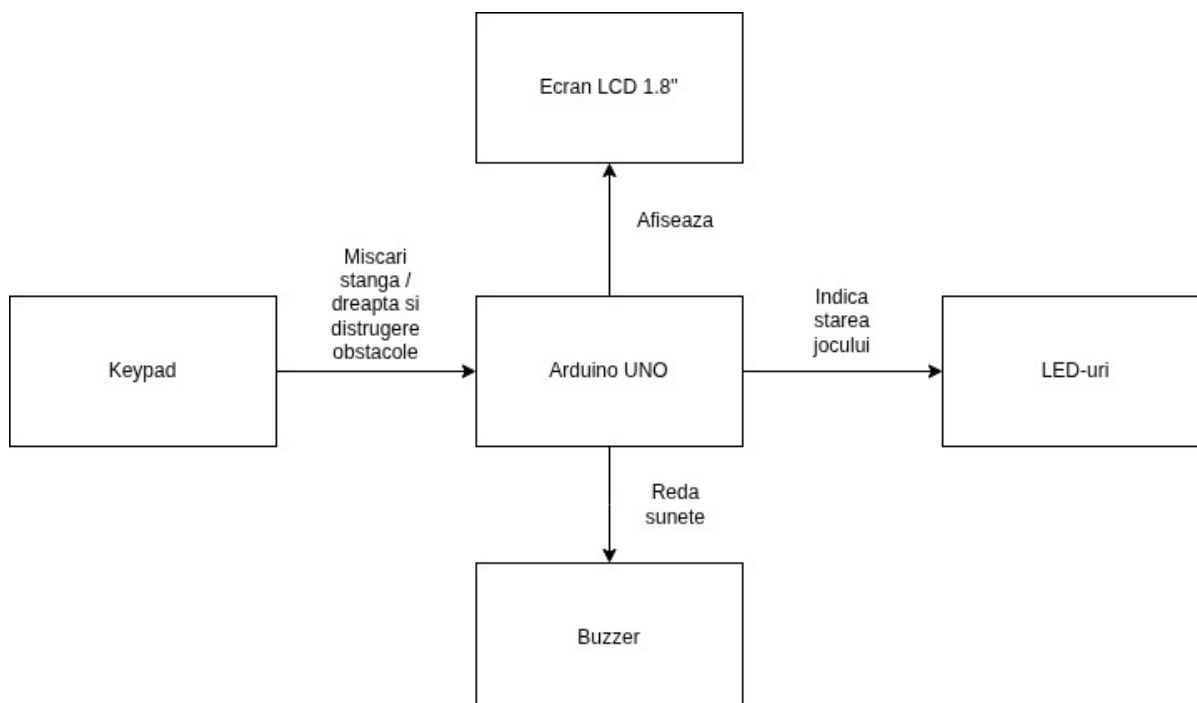 Ecran LCD 1.8"
Afiseaza
Miscari
stanga /
dreapta si
distrugere
obstacole
Indica
starea
jocului
Keypad
Arduino UNO
LED-uri
Reda
sunete
Buzzer